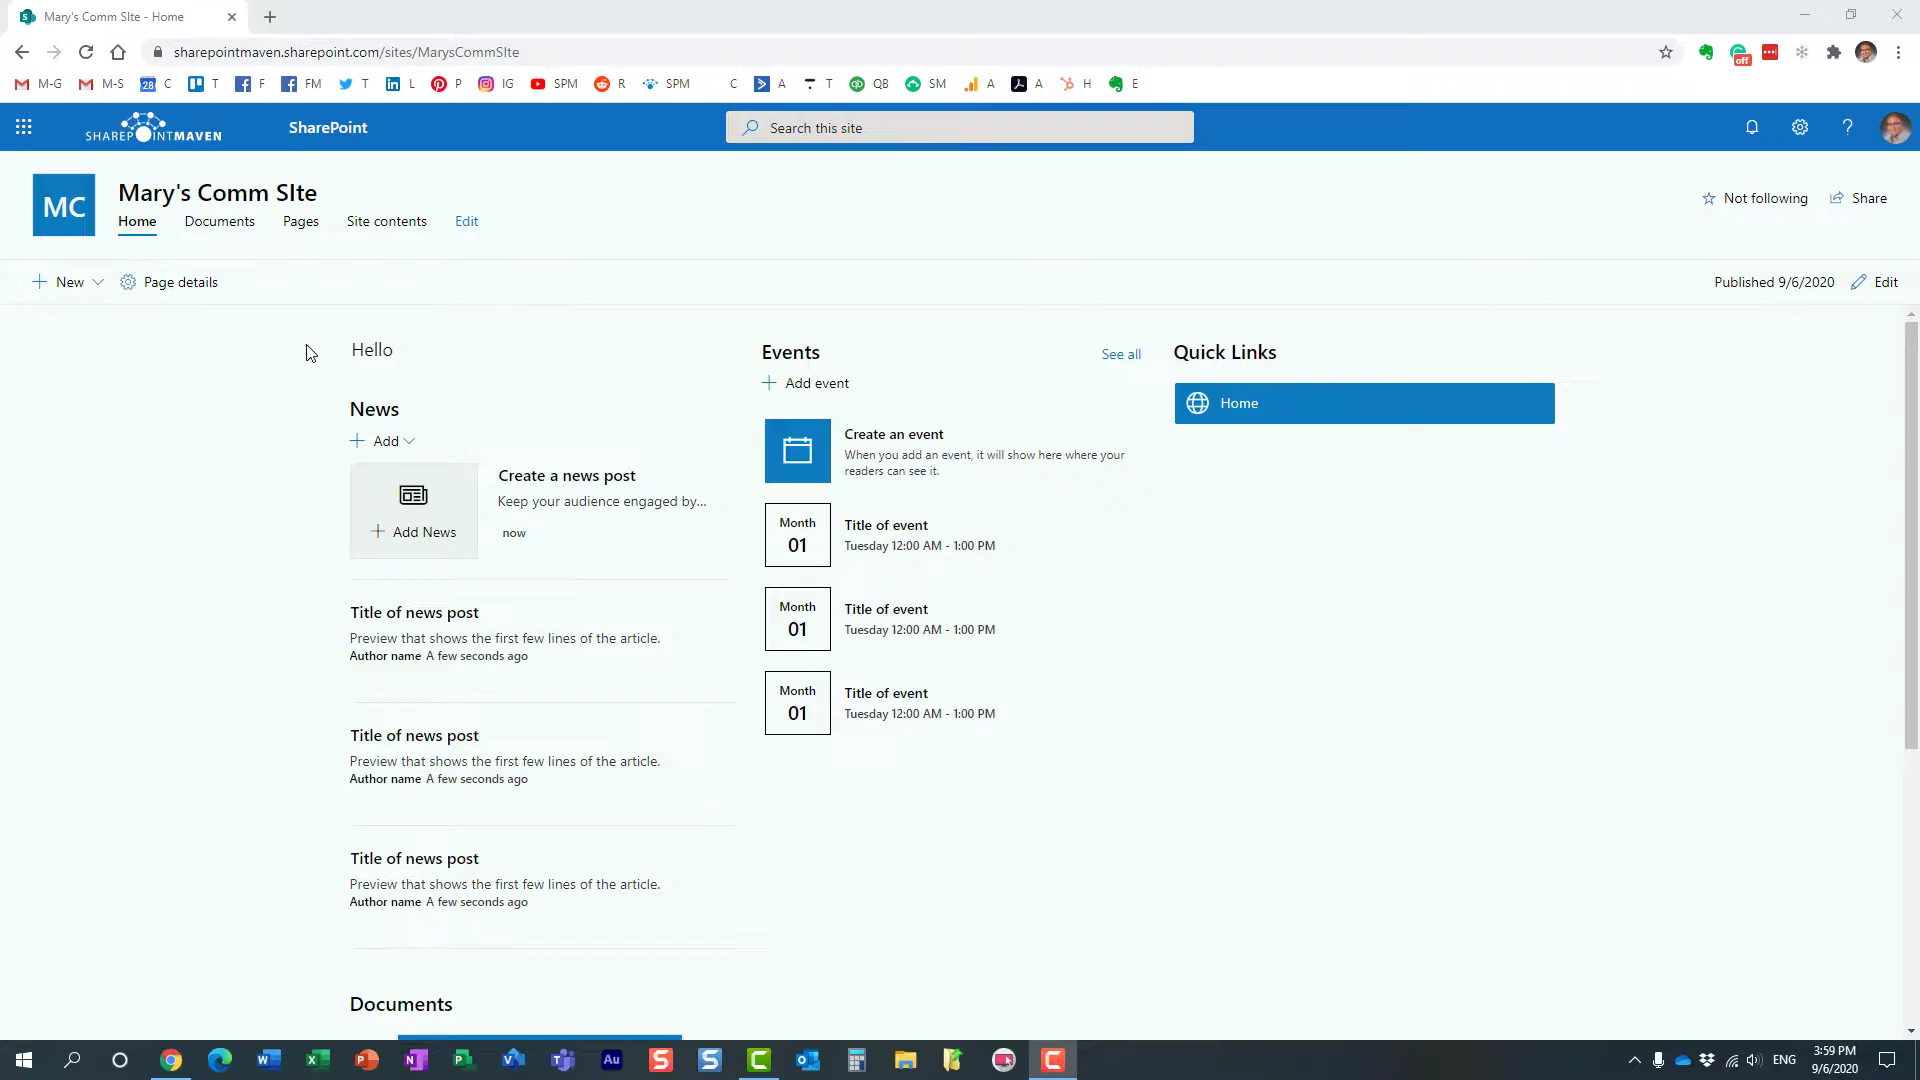 Mary's Comm SIte - Home
sharepointmaven.sharepoint.com/sites/MarysCommSIte
M-G M-S 28 C T F FM T L P IG SPM R SPM C A T QB SM A A H E
off
SHAREPOINTMAVEN SharePoint Search this site ?
MC
Mary's Comm SIte
Home Documents Pages Site contents Edit
Not following Share
New Page details
Published 9/6/2020 Edit
Hello
News
Add
Add News
Create a news post
Keep your audience engaged by...
now
Title of news post
Preview that shows the first few lines of the article.
Author name A few seconds ago
Title of news post
Preview that shows the first few lines of the article.
Author name A few seconds ago
Title of news post
Preview that shows the first few lines of the article.
Author name A few seconds ago
Documents
Events See all
Add event
Create an event
When you add an event, it will show here where your
readers can see it.
Month
01
Title of event
Tuesday 12:00 AM - 1:00 PM
Month
01
Title of event
Tuesday 12:00 AM - 1:00 PM
Month
01
Title of event
Tuesday 12:00 AM - 1:00 PM
Quick Links
Home
Au
ENG
3:59 PM
9/6/2020